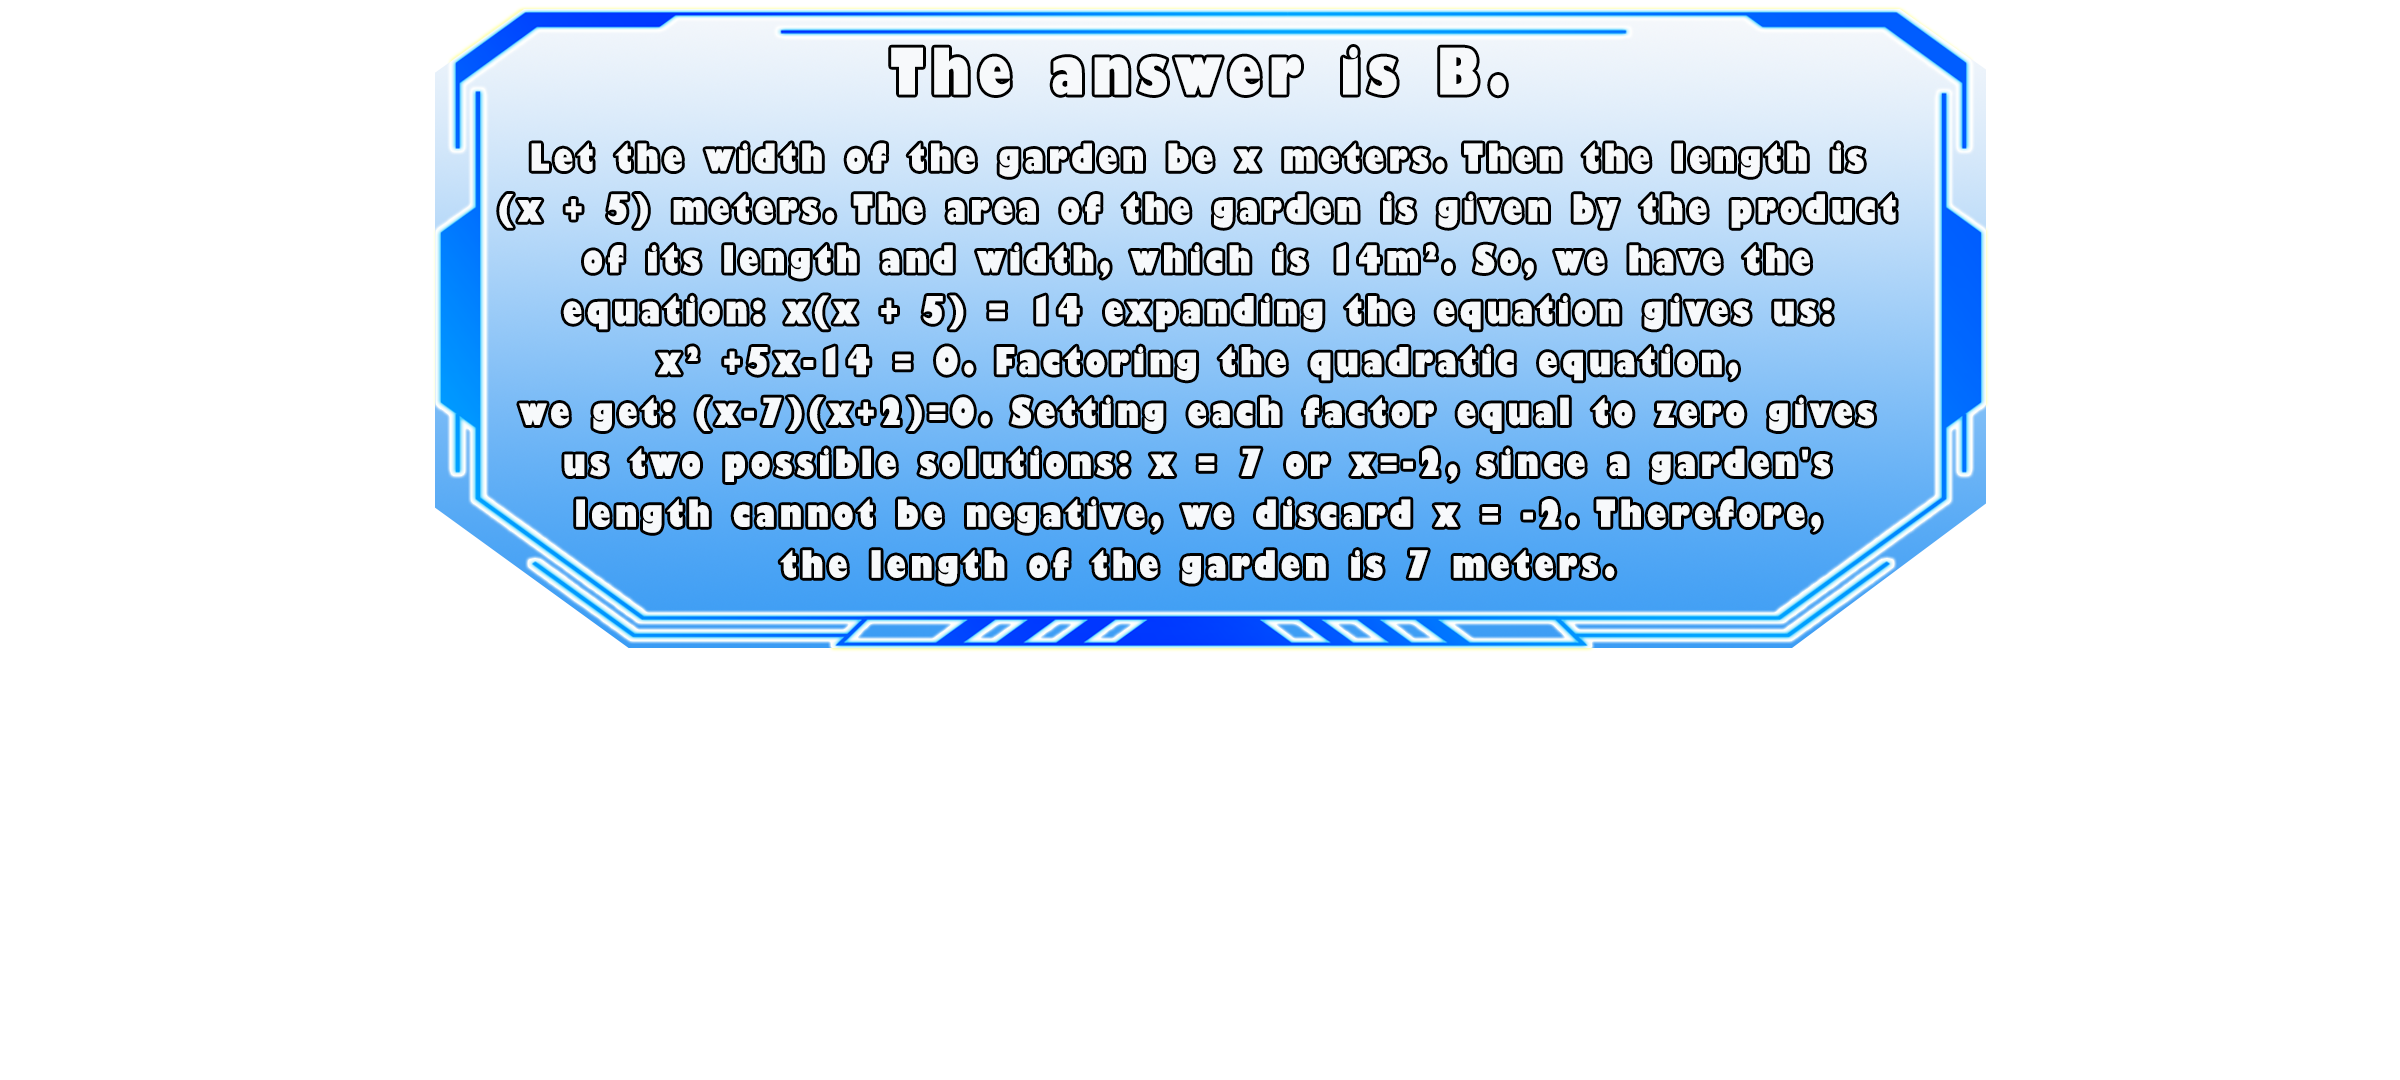 The answer is B.
Let the width of the garden be x meters. Then the length is
(x + 5) meters. The area of the garden is given by the product
of its length and width, which is 14m². So, we have the
equation: x(x + 5) = 14 expanding the equation gives us:
x² +5x-14 = 0. Factoring the quadratic equation,
we get: (x-7)(x+2)=0. Setting each factor equal to zero gives
us two possible solutions: x = 7 or x=-2, since a garden's
length cannot be negative, we discard x = -2. Therefore,
the length of the garden is 7 meters.